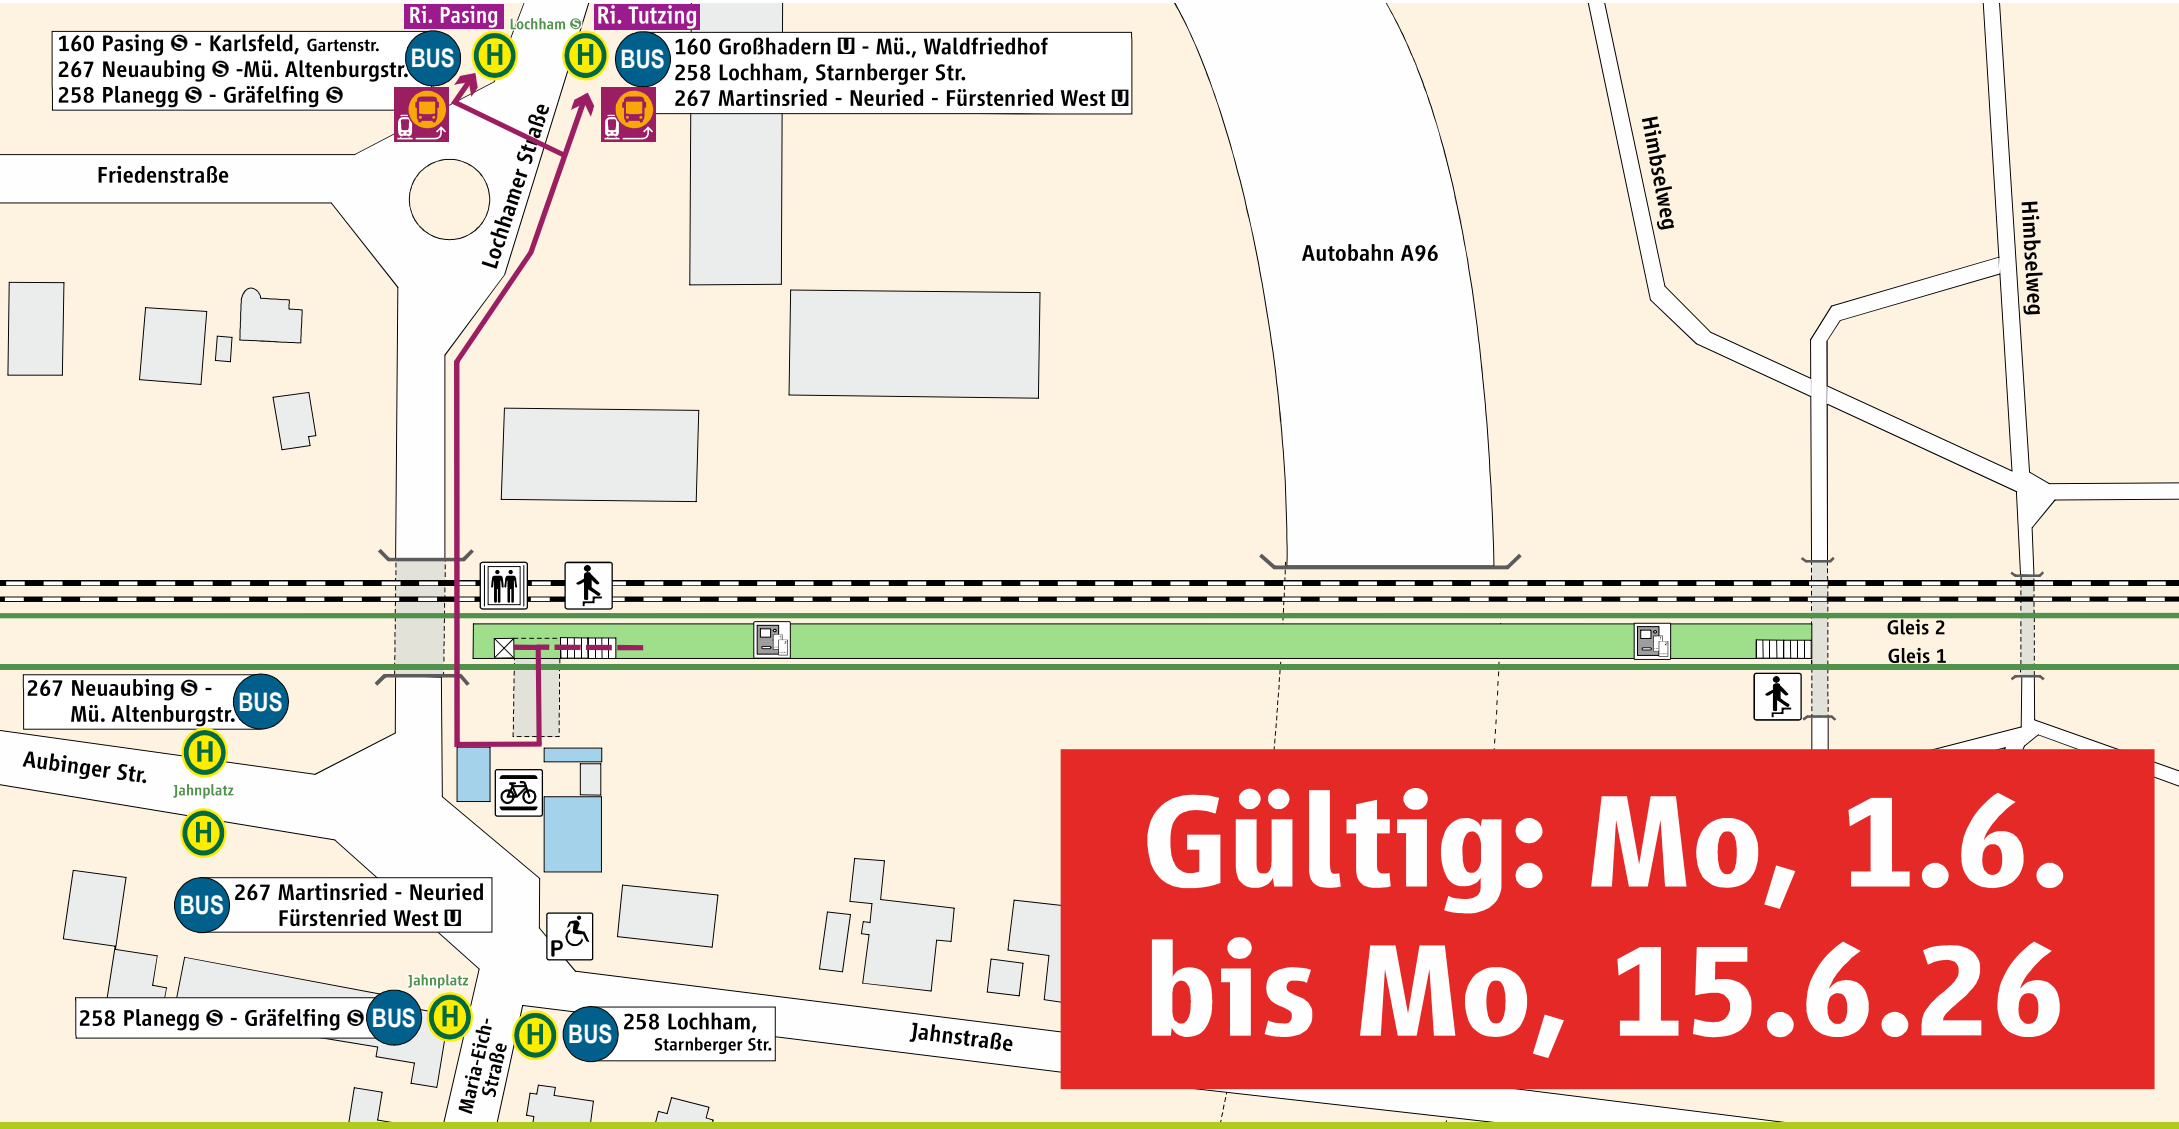 Ri. Pasing
Lochham S
Ri. Tutzing
160 Pasing S - Karlsfeld, Gartenstr.
267 Neuaubing S -Mü. Altenburgstr.
258 Planegg S - Gräfelfing S
BUS
H
H
BUS
160 Großhadern U - Mü., Waldfriedhof
258 Lochham, Starnberger Str.
267 Martinsried - Neuried - Fürstenried West U
Friedenstraße
Lochhamer Straße
Autobahn A96
Himbselweg
Himbselweg
Gleis 2
Gleis 1
267 Neuaubing S -
Mü. Altenburgstr.
BUS
H
Aubinger Str.
Jahnplatz
H
BUS
267 Martinsried - Neuried
Fürstenried West U
P
Jahnplatz
258 Planegg S - Gräfelfing S
BUS
H
Maria-Eich-
Straße
H
BUS
258 Lochham,
Starnberger Str.
Jahnstraße
Gültig: Mo, 1.6.
bis Mo, 15.6.26